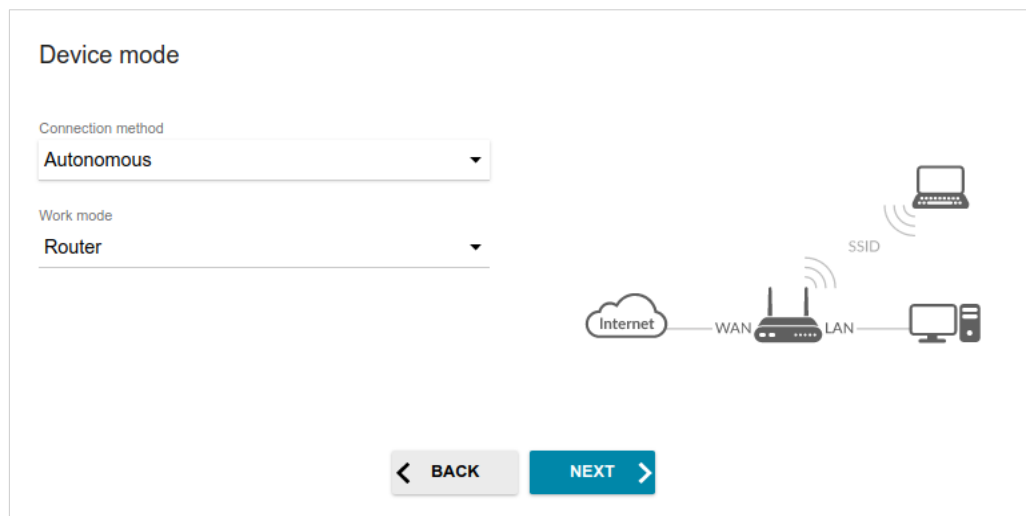 Device mode
Connection method
Autonomous
Work mode
Router
SSID
Internet
WAN
LAN
BACK
NEXT